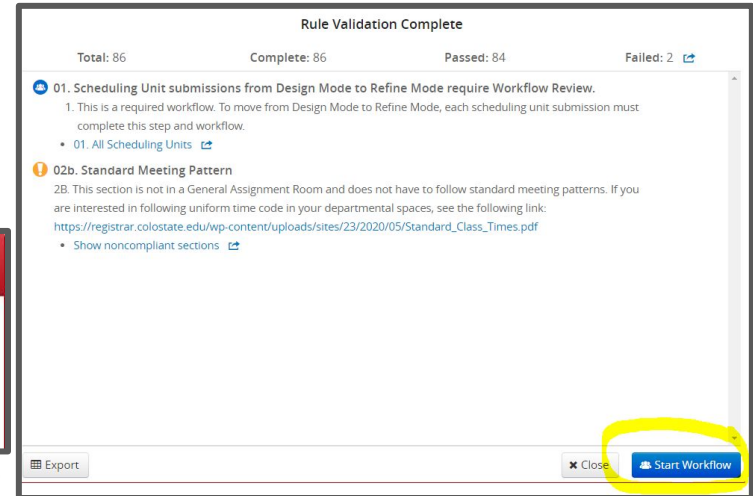 Rule Validation Complete
Total: 86 Complete: 86 Passed: 84 Failed: 2
01. Scheduling Unit submissions from Design Mode to Refine Mode require Workflow Review.
1. This is a required workflow. To move from Design Mode to Refine Mode, each scheduling unit submission must
complete this step and workflow.
• 01. All Scheduling Units
02b. Standard Meeting Pattern
2B. This section is not in a General Assignment Room and does not have to follow standard meeting patterns. If you
are interested in following uniform time code in your departmental spaces, see the following link:
https://registrar.colostate.edu/wp-content/uploads/sites/23/2020/05/Standard_Class_Times.pdf
• Show noncompliant sections
Export Close Start Workflow